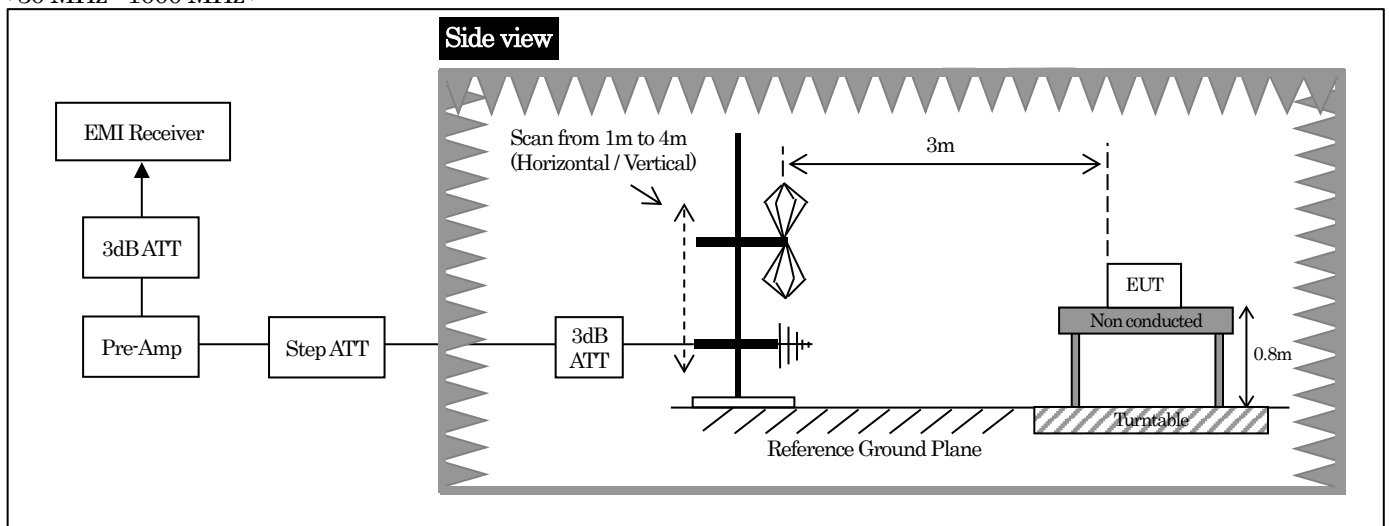 Side view
EMI Receiver
Scan from 1m to 4m
(Horizontal / Vertical)
3m
3dB ATT
EUT
Non conducted
Pre-Amp
Step ATT
3dB
ATT
0.8m
Turntable
Reference Ground Plane